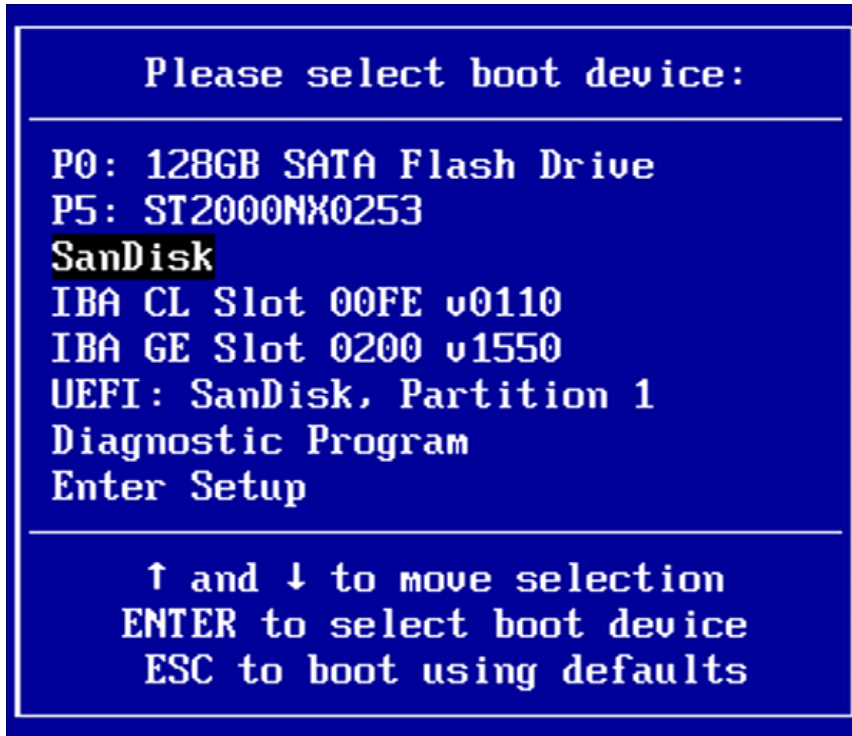 Please select boot device:
P0: 128GB SATA Flash Drive
P5: ST2000NX0253
SanDisk
IBA CL Slot 00FE v0110
IBA GE Slot 0200 v1550
UEFI: SanDisk, Partition 1
Diagnostic Program
Enter Setup
↑ and ↓ to move selection
ENTER to select boot device
ESC to boot using defaults